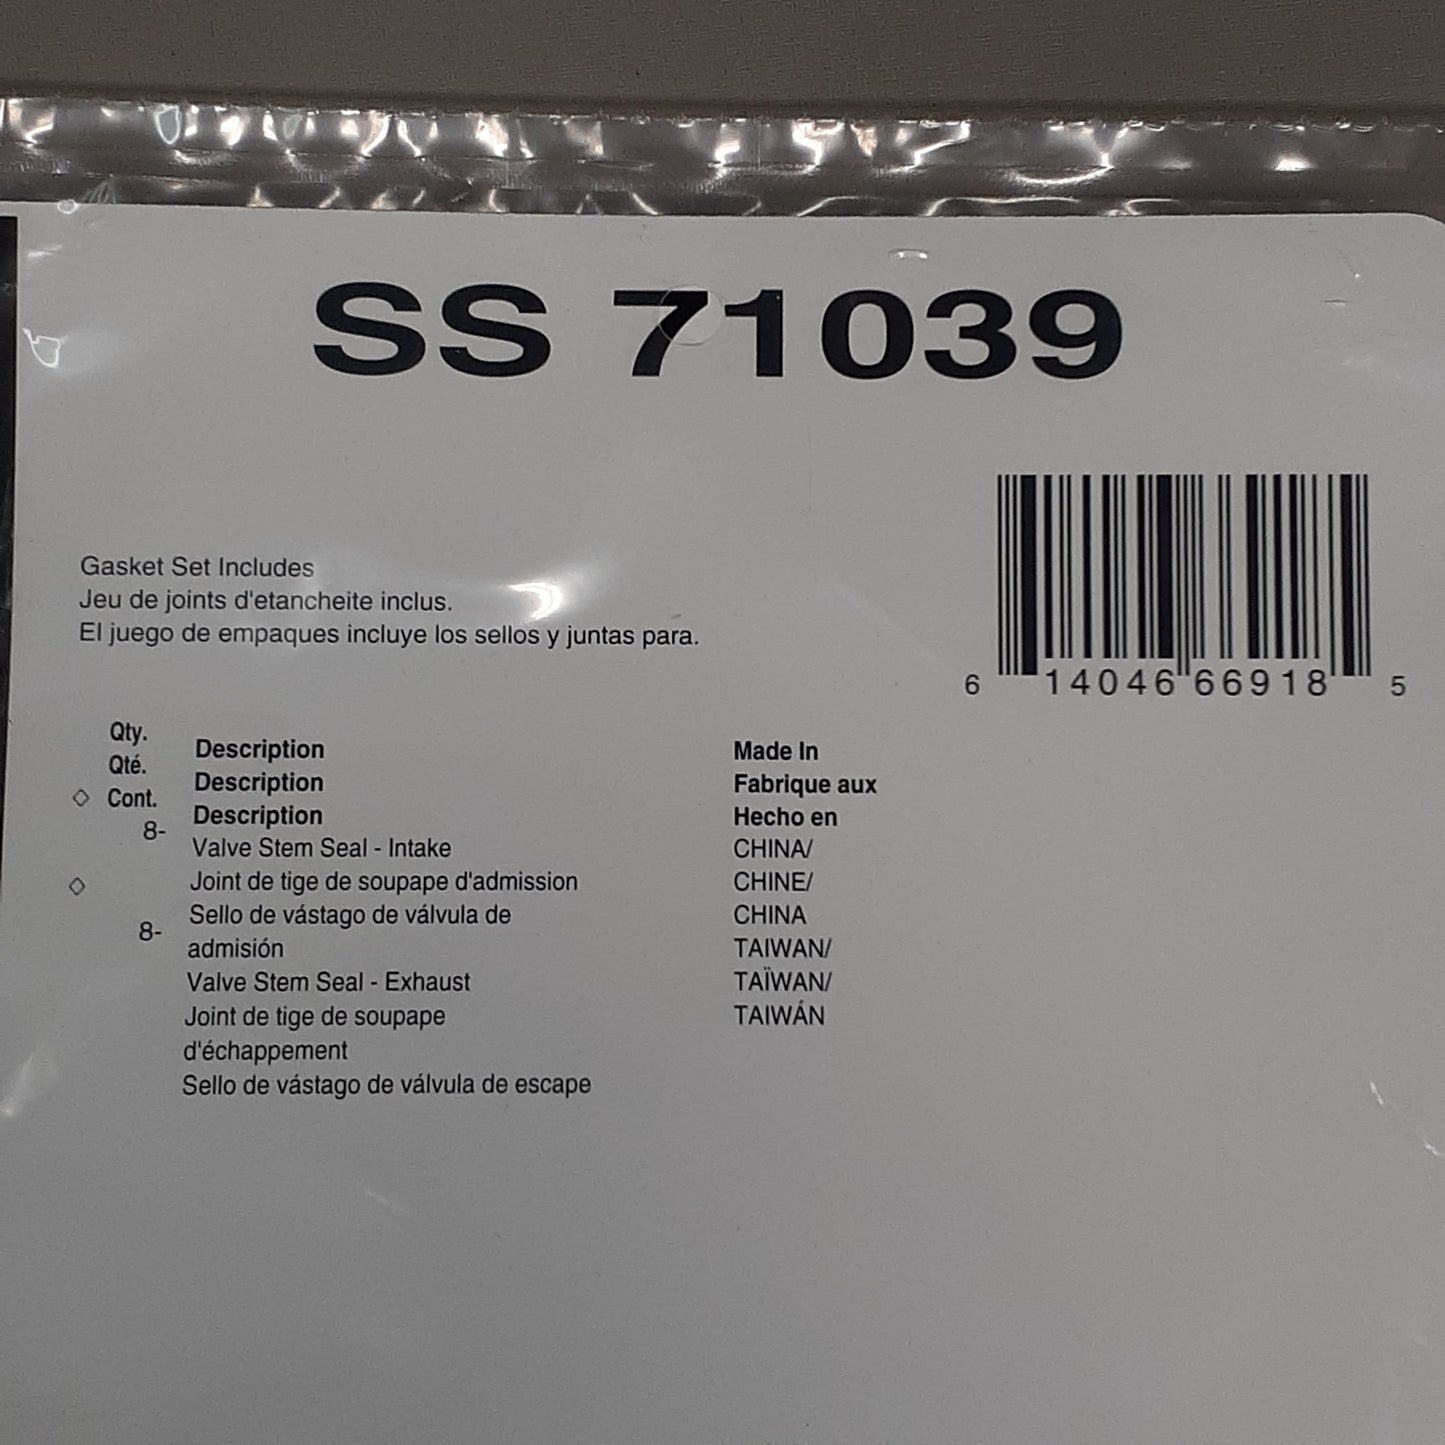 SS 71039
Gasket Set Includes
Jeu de joints d'etancheite inclus.
El juego de empaques incluye los sellos y juntas para.
6 14046 66918 5
Qty.
Qté.
◇ Cont.
8-
◇
8-
Description
Description
Description
Valve Stem Seal - Intake
Joint de tige de soupape d'admission
Sello de vástago de válvula de
admisión
Valve Stem Seal - Exhaust
Joint de tige de soupape
d'échappement
Sello de vástago de válvula de escape
Made In
Fabrique aux
Hecho en
CHINA/
CHINE/
CHINA
TAIWAN/
TAÏWAN/
TAIWÁN